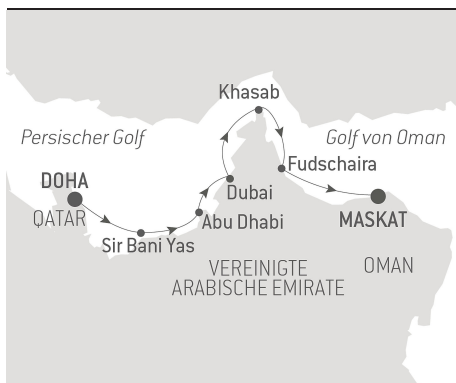 Khasab
Persischer Golf
Golf von Oman
Fudschaira
DOHA
Dubai
QATAR
Abu Dhabi
MASKAT
Sir Bani Yas
VEREINIGTE
ARABISCHE EMIRATE
OMAN